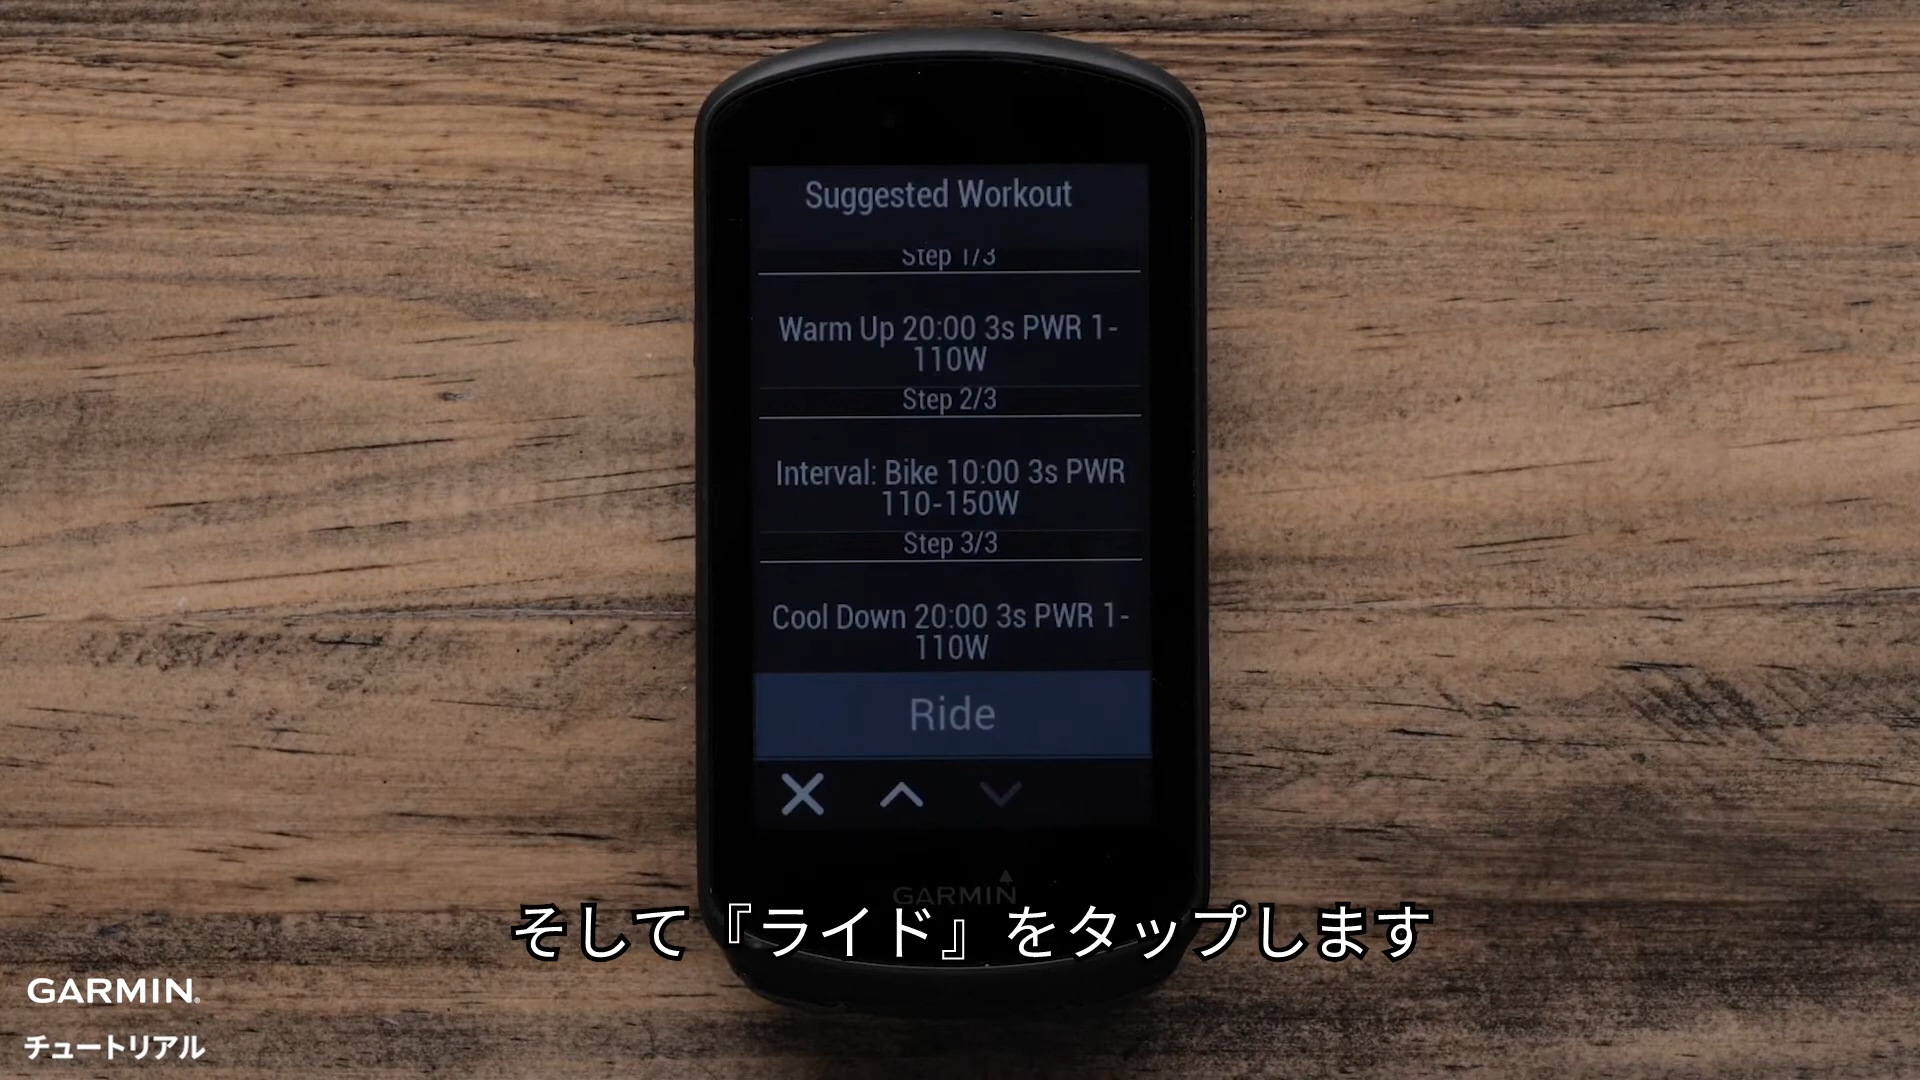 Suggested Workout
Step 1/3
Warm Up 20:00 3s PWR 1-
110W
Step 2/3
Interval: Bike 10:00 3s PWR
110-150W
Step 3/3
Cool Down 20:00 3s PWR 1-
110W
Ride
GARMIN
そして『ライド』をタップします
GARMIN.
チュートリアル